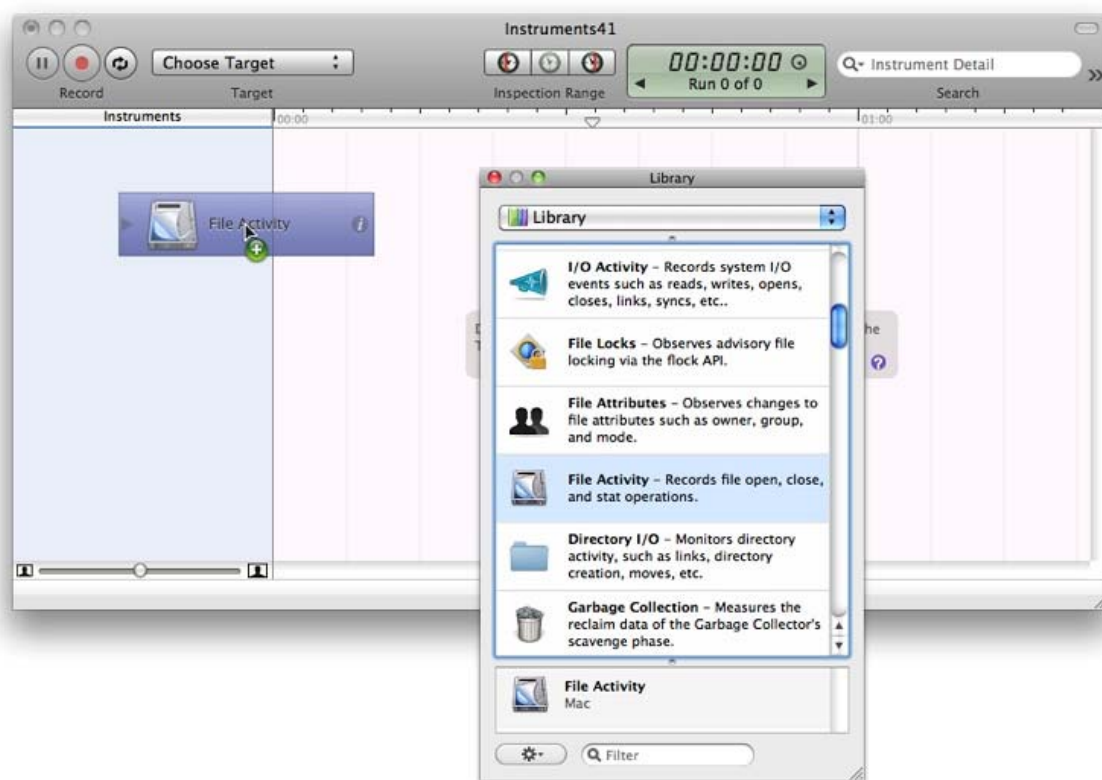 Instruments41
Choose Target
00:00:00
Run 0 of 0
Instrument Detail
Record
Target
Inspection Range
Search
Instruments
00:00
01:00
File Activity
Library
Library
I/O Activity – Records system I/O
events such as reads, writes, opens,
closes, links, syncs, etc..
File Locks – Observes advisory file
locking via the flock API.
File Attributes – Observes changes to
file attributes such as owner, group,
and mode.
File Activity – Records file open, close,
and stat operations.
Directory I/O – Monitors directory
activity, such as links, directory
creation, moves, etc.
Garbage Collection – Measures the
reclaim data of the Garbage Collector's
scavenge phase.
File Activity
Mac
Filter